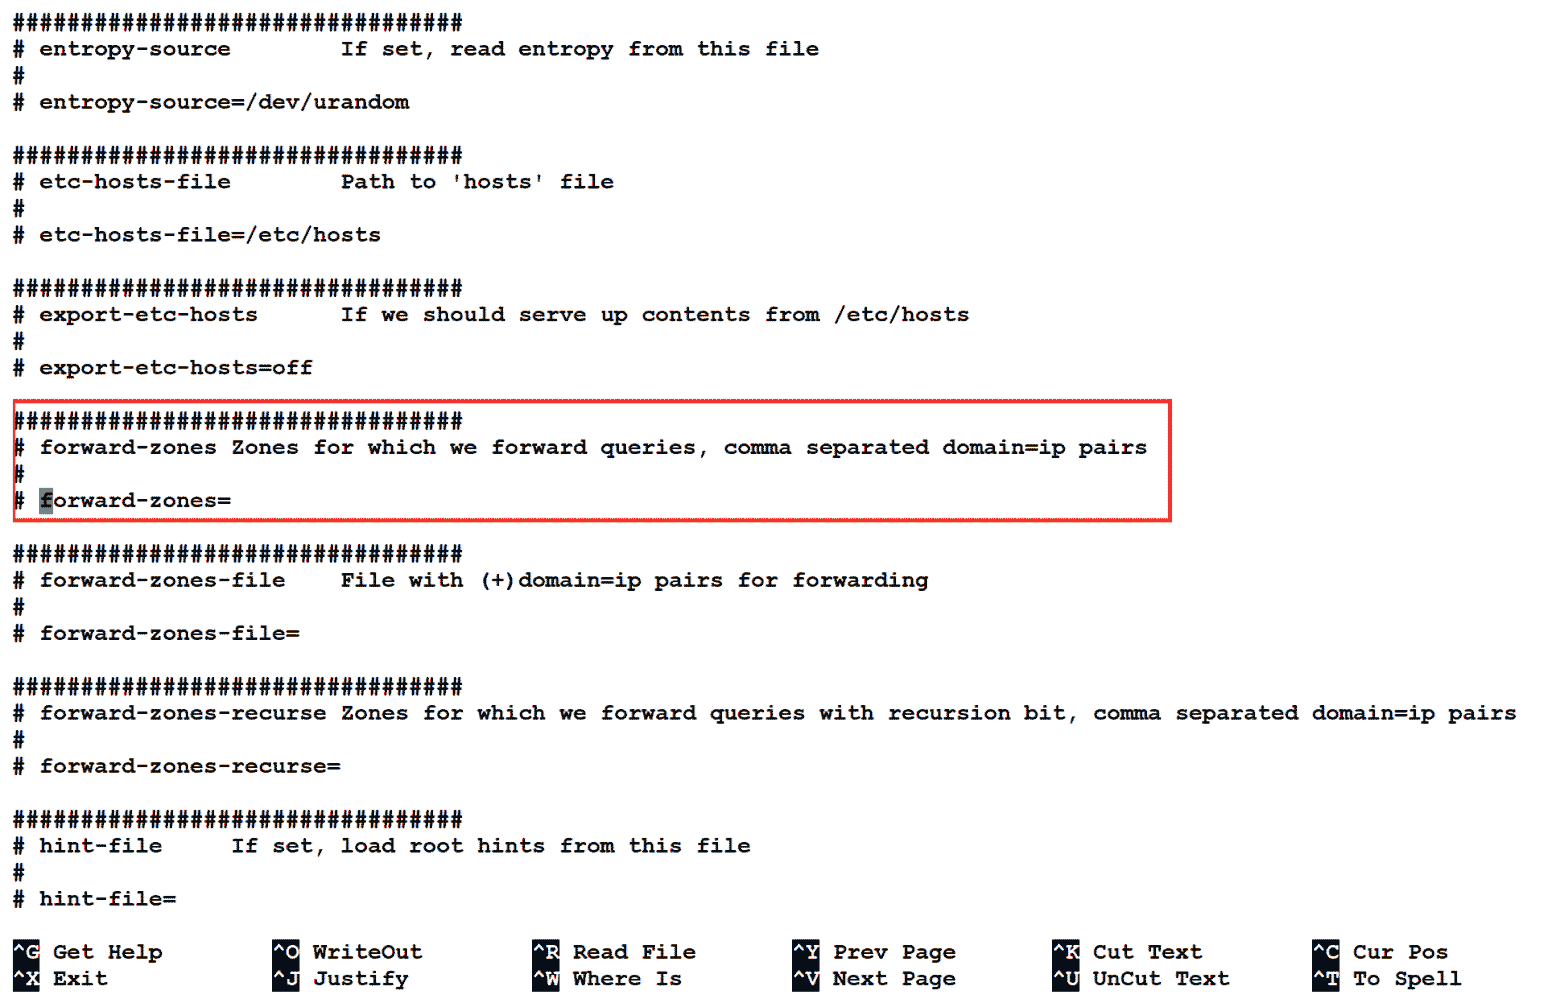 #################################
# entropy-source        If set, read entropy from this file
#
# entropy-source=/dev/urandom
#################################
# etc-hosts-file        Path to 'hosts' file
#
# etc-hosts-file=/etc/hosts
#################################
# export-etc-hosts      If we should serve up contents from /etc/hosts
#
# export-etc-hosts=off
#################################
# forward-zones Zones for which we forward queries, comma separated domain=ip pairs
#
# forward-zones=
#################################
# forward-zones-file    File with (+)domain=ip pairs for forwarding
#
# forward-zones-file=
#################################
# forward-zones-recurse Zones for which we forward queries with recursion bit, comma separated domain=ip pairs
#
# forward-zones-recurse=
#################################
# hint-file     If set, load root hints from this file
#
# hint-file=
^G Get Help ^O WriteOut ^R Read File ^Y Prev Page ^K Cut Text ^C Cur Pos
^X Exit ^J Justify ^W Where Is ^V Next Page ^U UnCut Text ^T To Spell